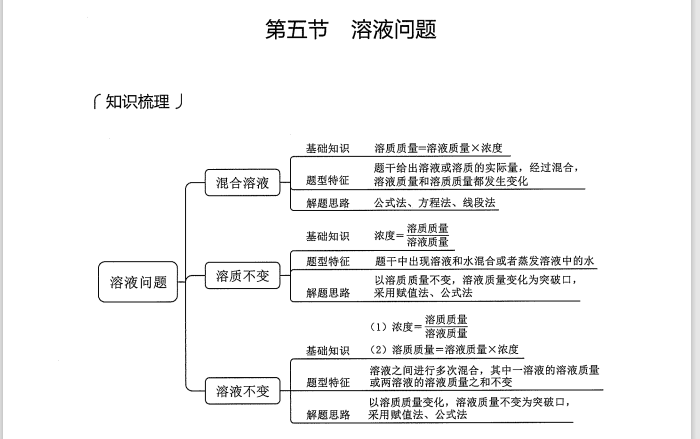 第五节 溶液问题
知识梳理
溶液问题
混合溶液
基础知识 溶质质量=溶液质量×浓度
题型特征 题干给出溶液或溶质的实际量，经过混合，
溶液质量和溶质质量都发生变化
解题思路 公式法、方程法、线段法
溶质不变
基础知识 浓度=溶质质量/溶液质量
题型特征 题干中出现溶液和水混合或者蒸发溶液中的水
解题思路 以溶质质量不变，溶液质量变化为突破口，
采用赋值法、公式法
溶液不变
基础知识 （1）浓度=溶质质量/溶液质量
（2）溶质质量=溶液质量×浓度
题型特征 溶液之间进行多次混合，其中一溶液的溶液质量
或两溶液的溶液质量之和不变
解题思路 以溶质质量变化，溶液质量不变为突破口，
采用赋值法、公式法